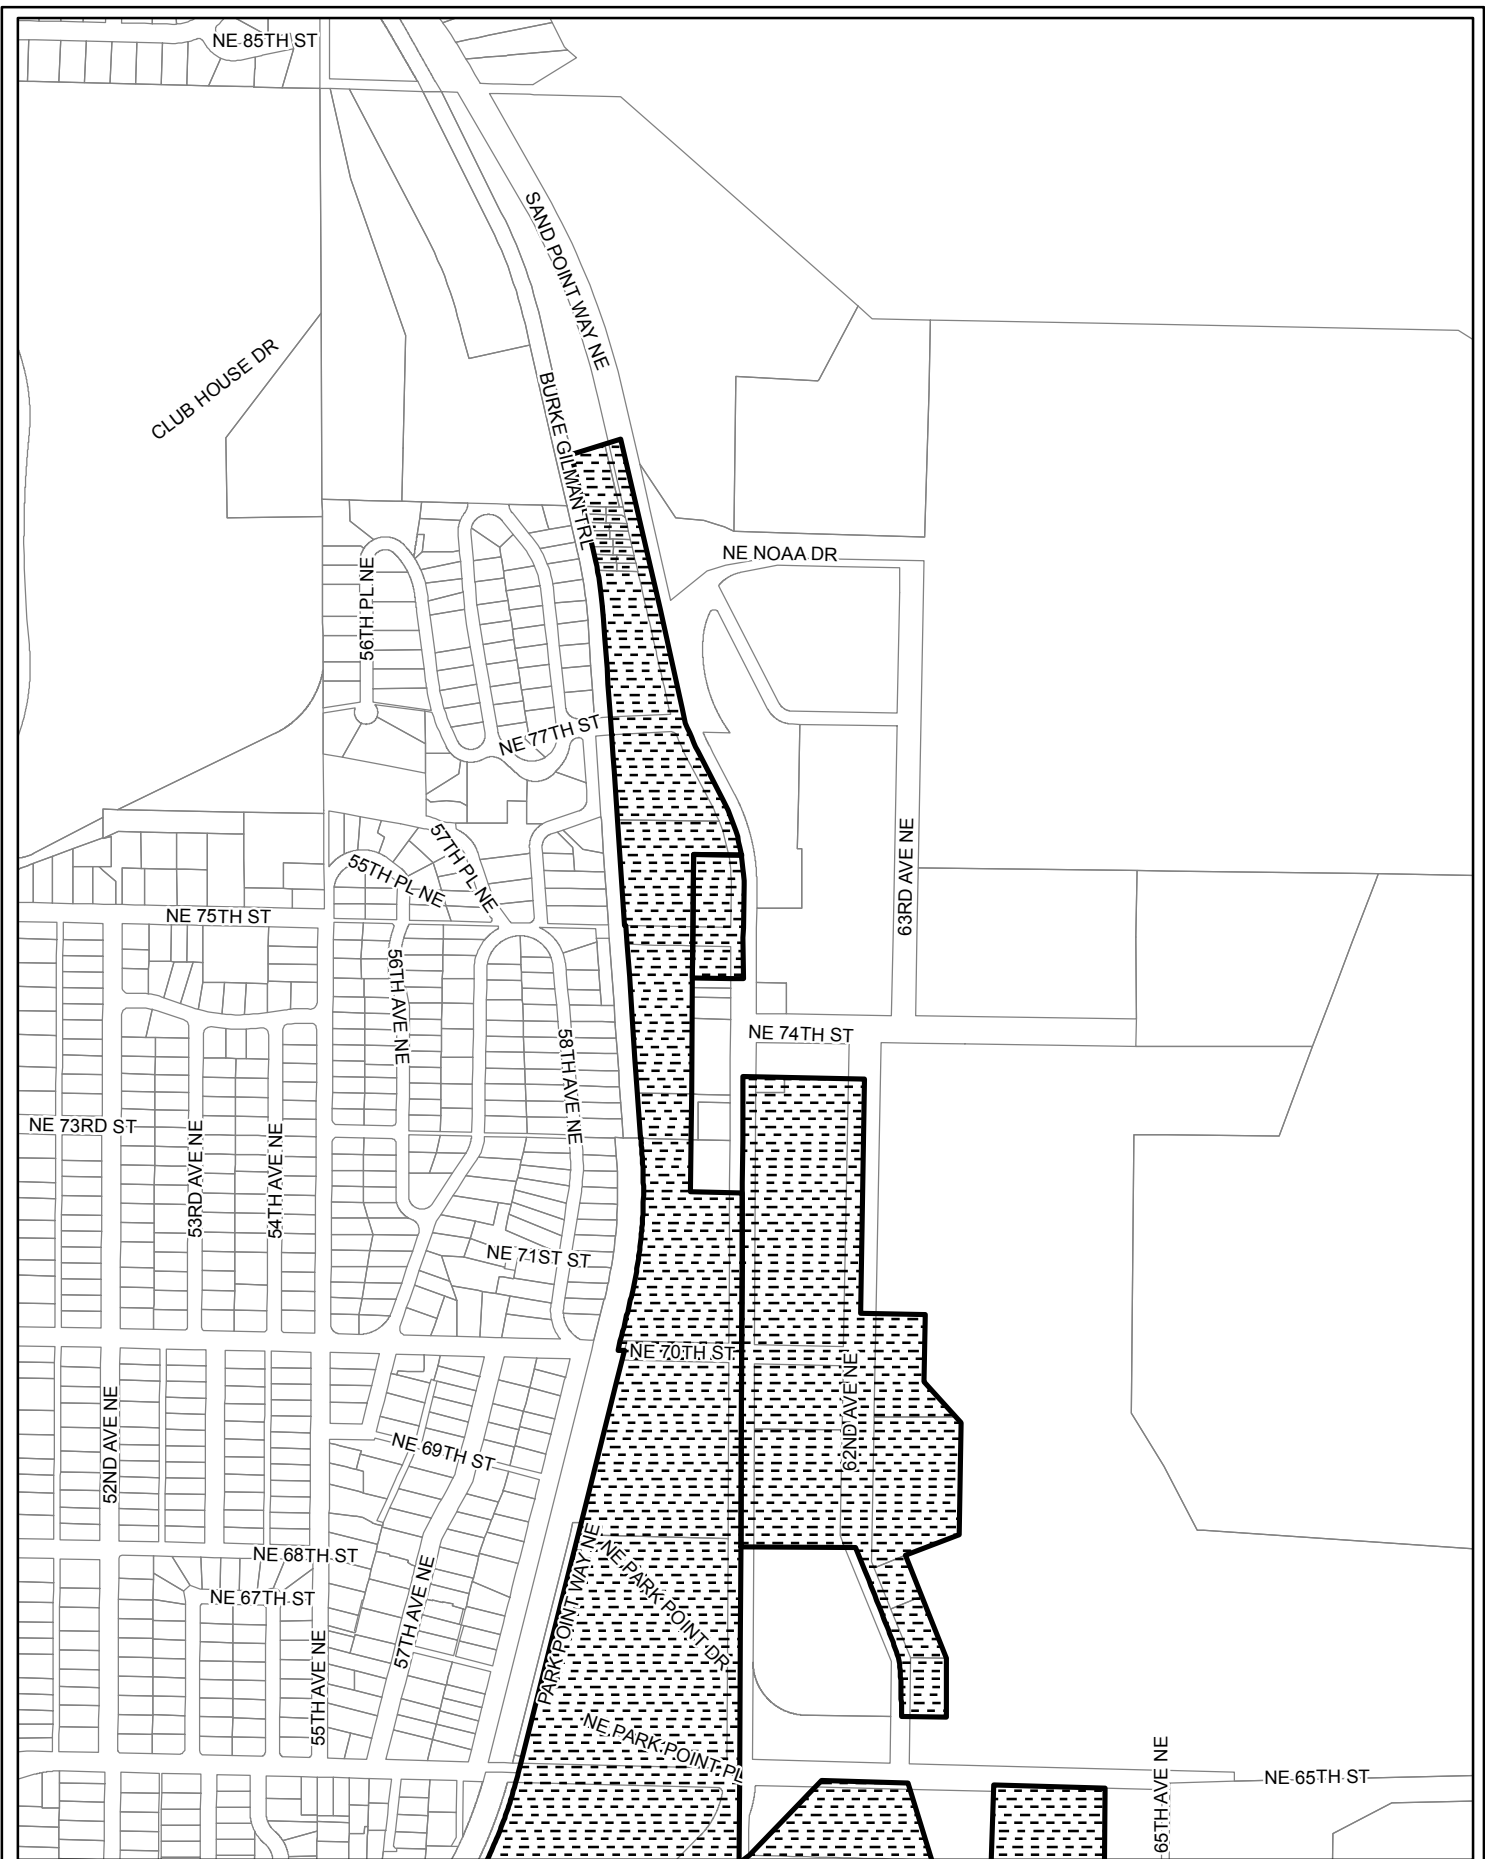 NE 85TH ST
SAND POINT WAY NE
CLUB HOUSE DR
BURKE GILMAN TRL
NE NOAA DR
56TH PL NE
NE 77TH ST
57TH PL NE
55TH PL NE
63RD AVE NE
NE 75TH ST
56TH AVE NE
NE 74TH ST
58TH AVE NE
NE 73RD ST
53RD AVE NE
54TH AVE NE
NE 71ST ST
NE 70TH ST
62ND AVE NE
52ND AVE NE
NE 69TH ST
NE 68TH ST
NE 67TH ST
57TH AVE NE
PARK POINT WAY NE
NE PARK POINT DR
55TH AVE NE
NE PARK POINT PL
65TH AVE NE
NE 65TH ST